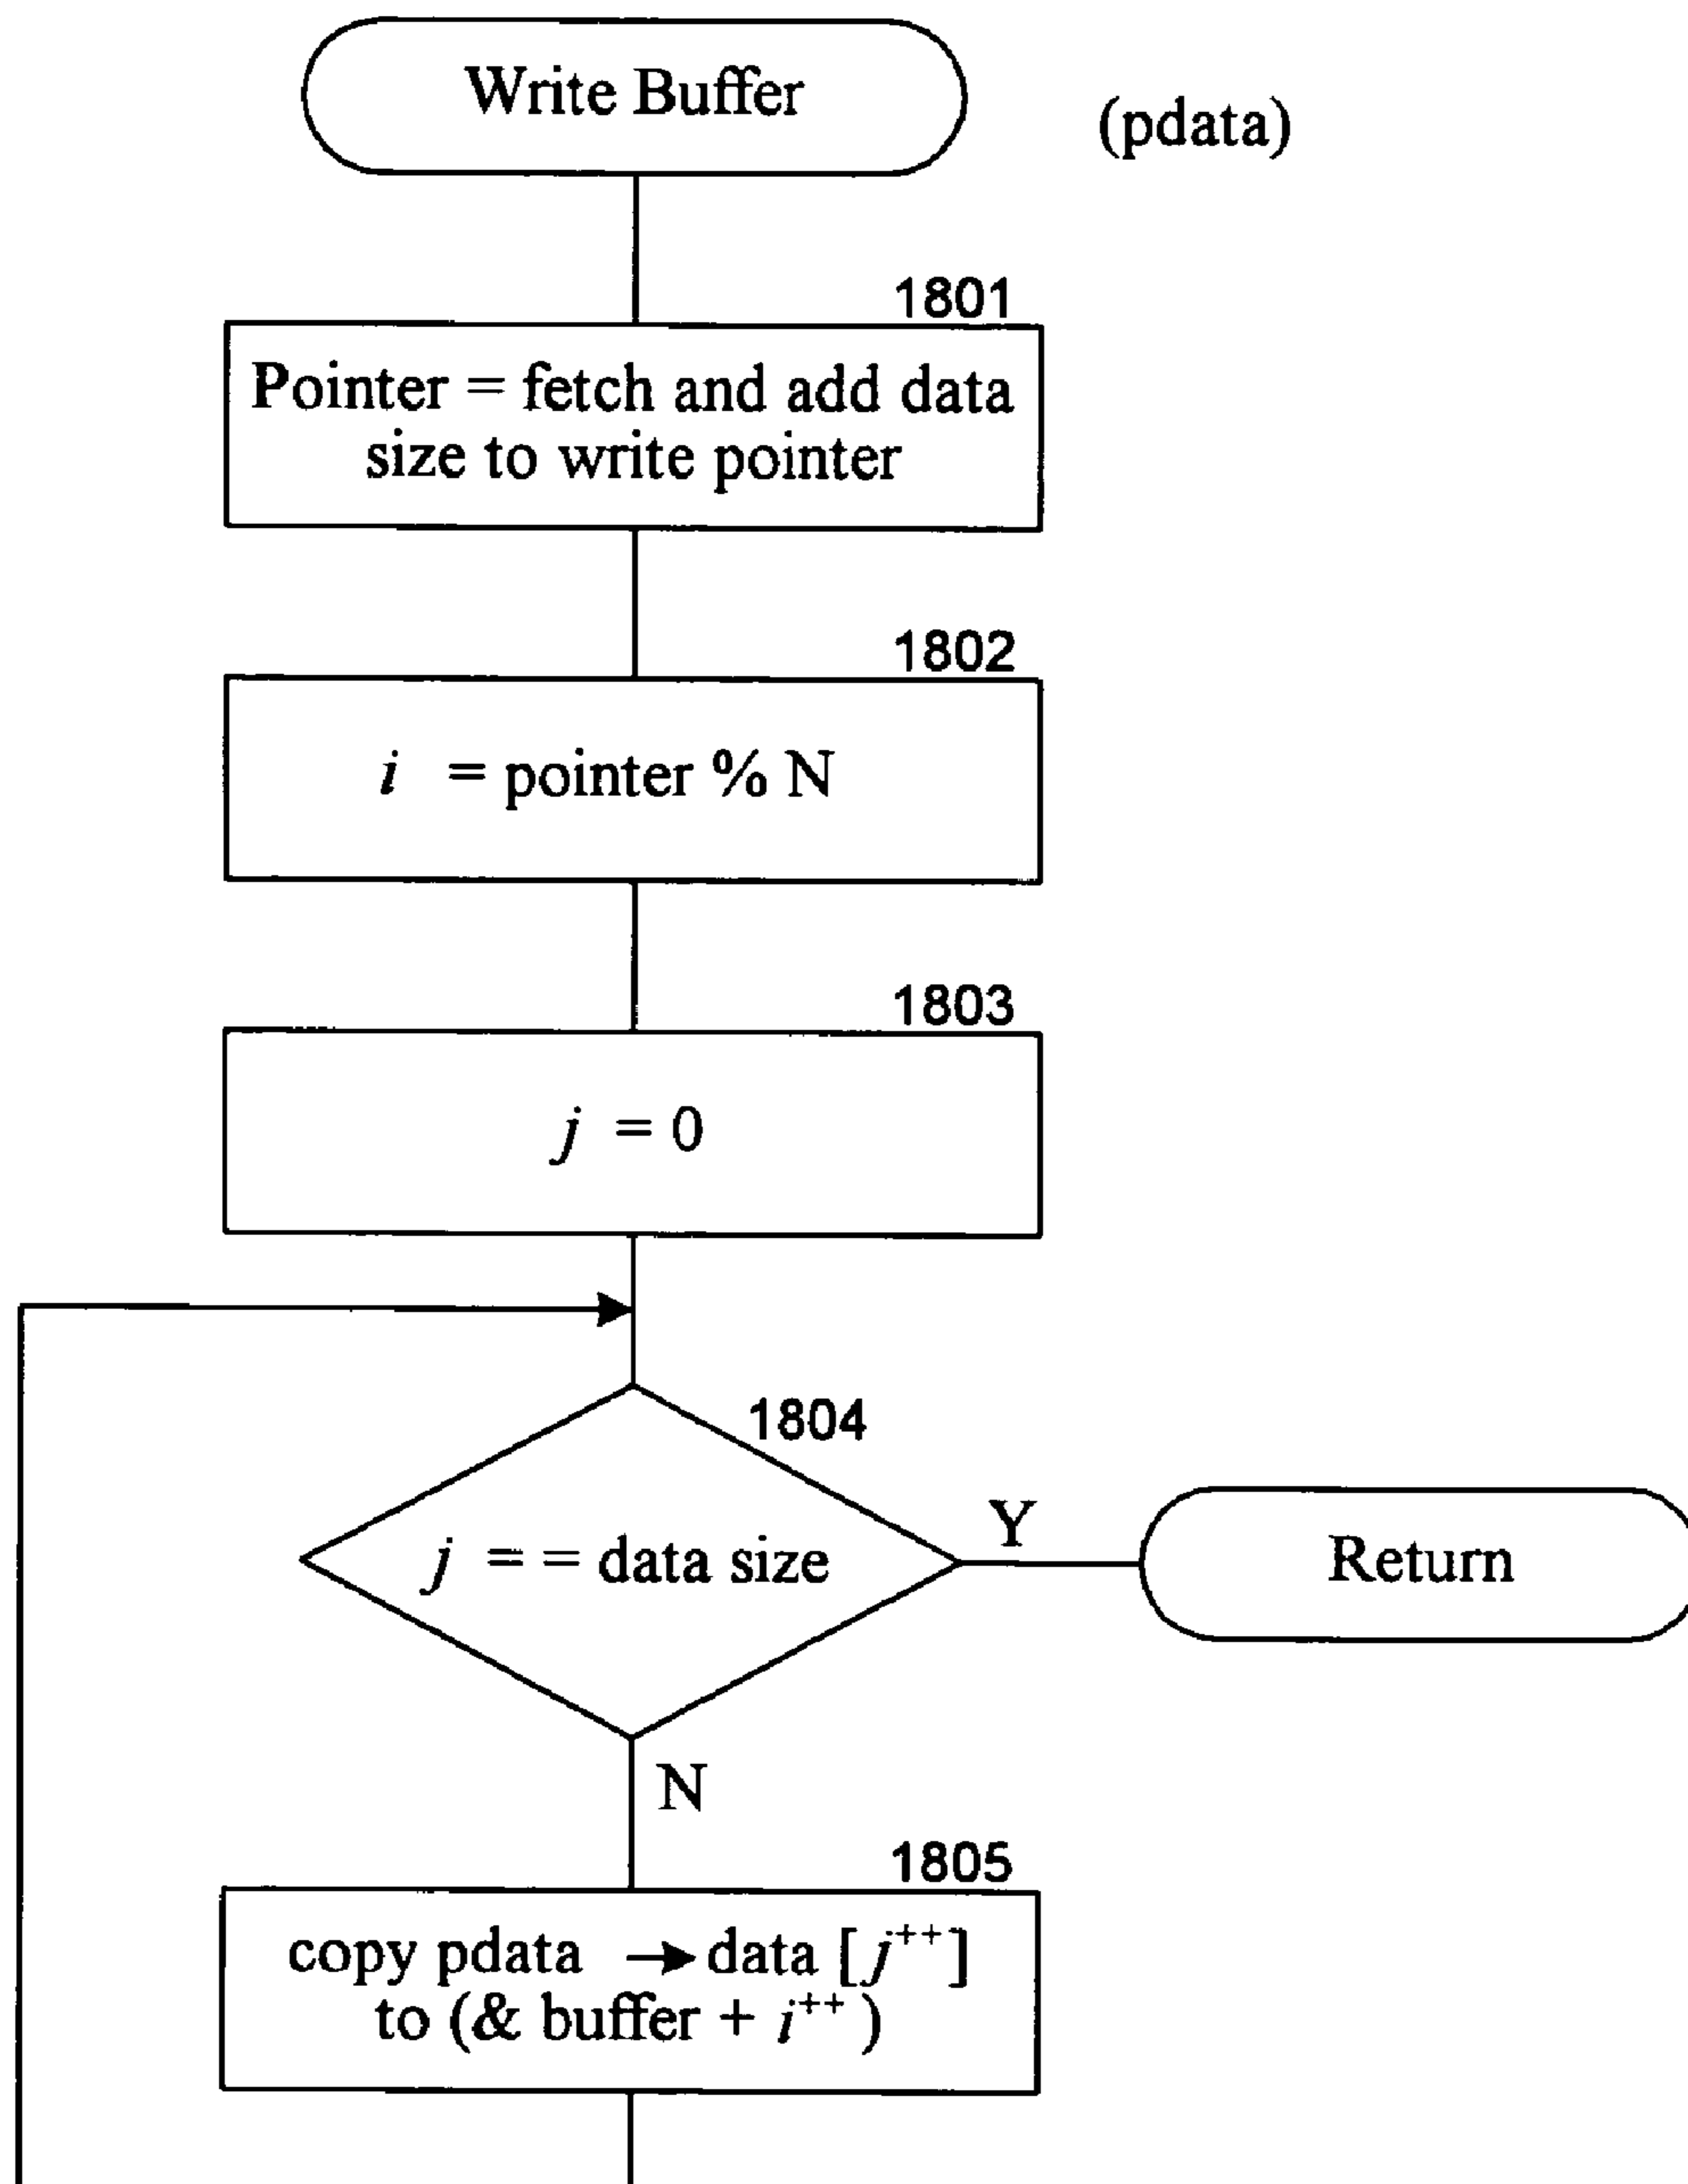 Write Buffer
(pdata)
1801
Pointer = fetch and add data
size to write pointer
1802
i = pointer % N
1803
j = 0
1804
j = = data size
Y
Return
N
1805
copy pdata → data [j++]
to (& buffer + i++)